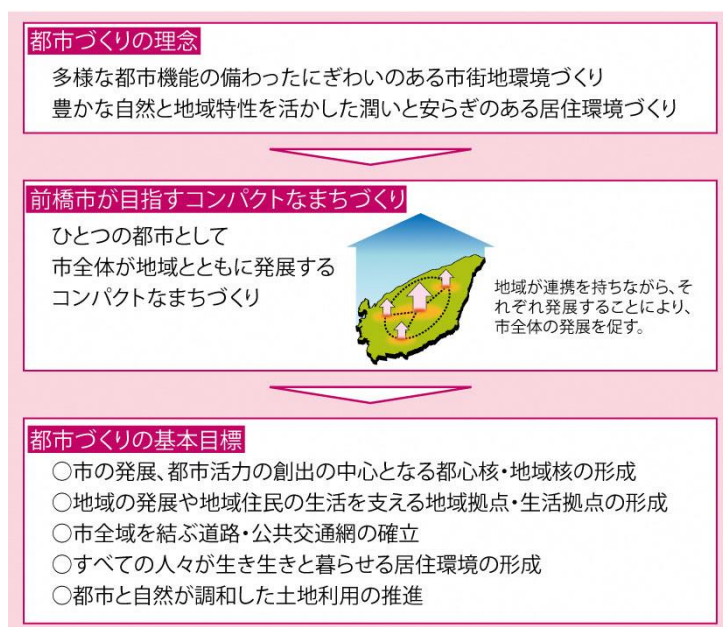 都市づくりの理念
多様な都市機能の備わったにぎわいのある市街地環境づくり
豊かな自然と地域特性を活かした潤いと安らぎのある居住環境づくり
前橋市が目指すコンパクトなまちづくり
ひとつの都市として
市全体が地域とともに発展する
コンパクトなまちづくり
地域が連携を持ちながら、そ
れぞれ発展することにより、
市全体の発展を促す。
都市づくりの基本目標
○市の発展、都市活力の創出の中心となる都心核・地域核の形成
○地域の発展や地域住民の生活を支える地域拠点・生活拠点の形成
○市全域を結ぶ道路・公共交通網の確立
○すべての人々が生き生きと暮らせる居住環境の形成
○都市と自然が調和した土地利用の推進